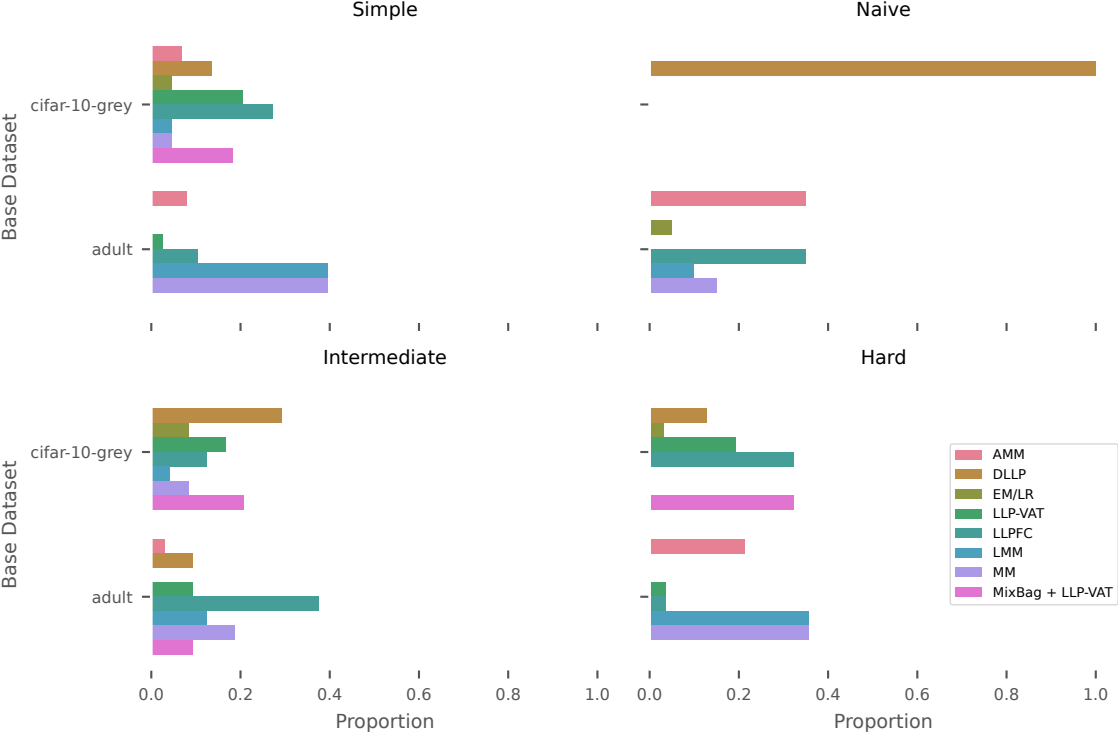 Simple
Naive
Base Dataset
cifar-10-grey
adult
Intermediate
Hard
Base Dataset
cifar-10-grey
adult
AMM
DLLP
EM/LR
LLP-VAT
LLPFC
LMM
MM
MixBag + LLP-VAT
0.0 0.2 0.4 0.6 0.8 1.0
0.0 0.2 0.4 0.6 0.8 1.0
Proportion
Proportion